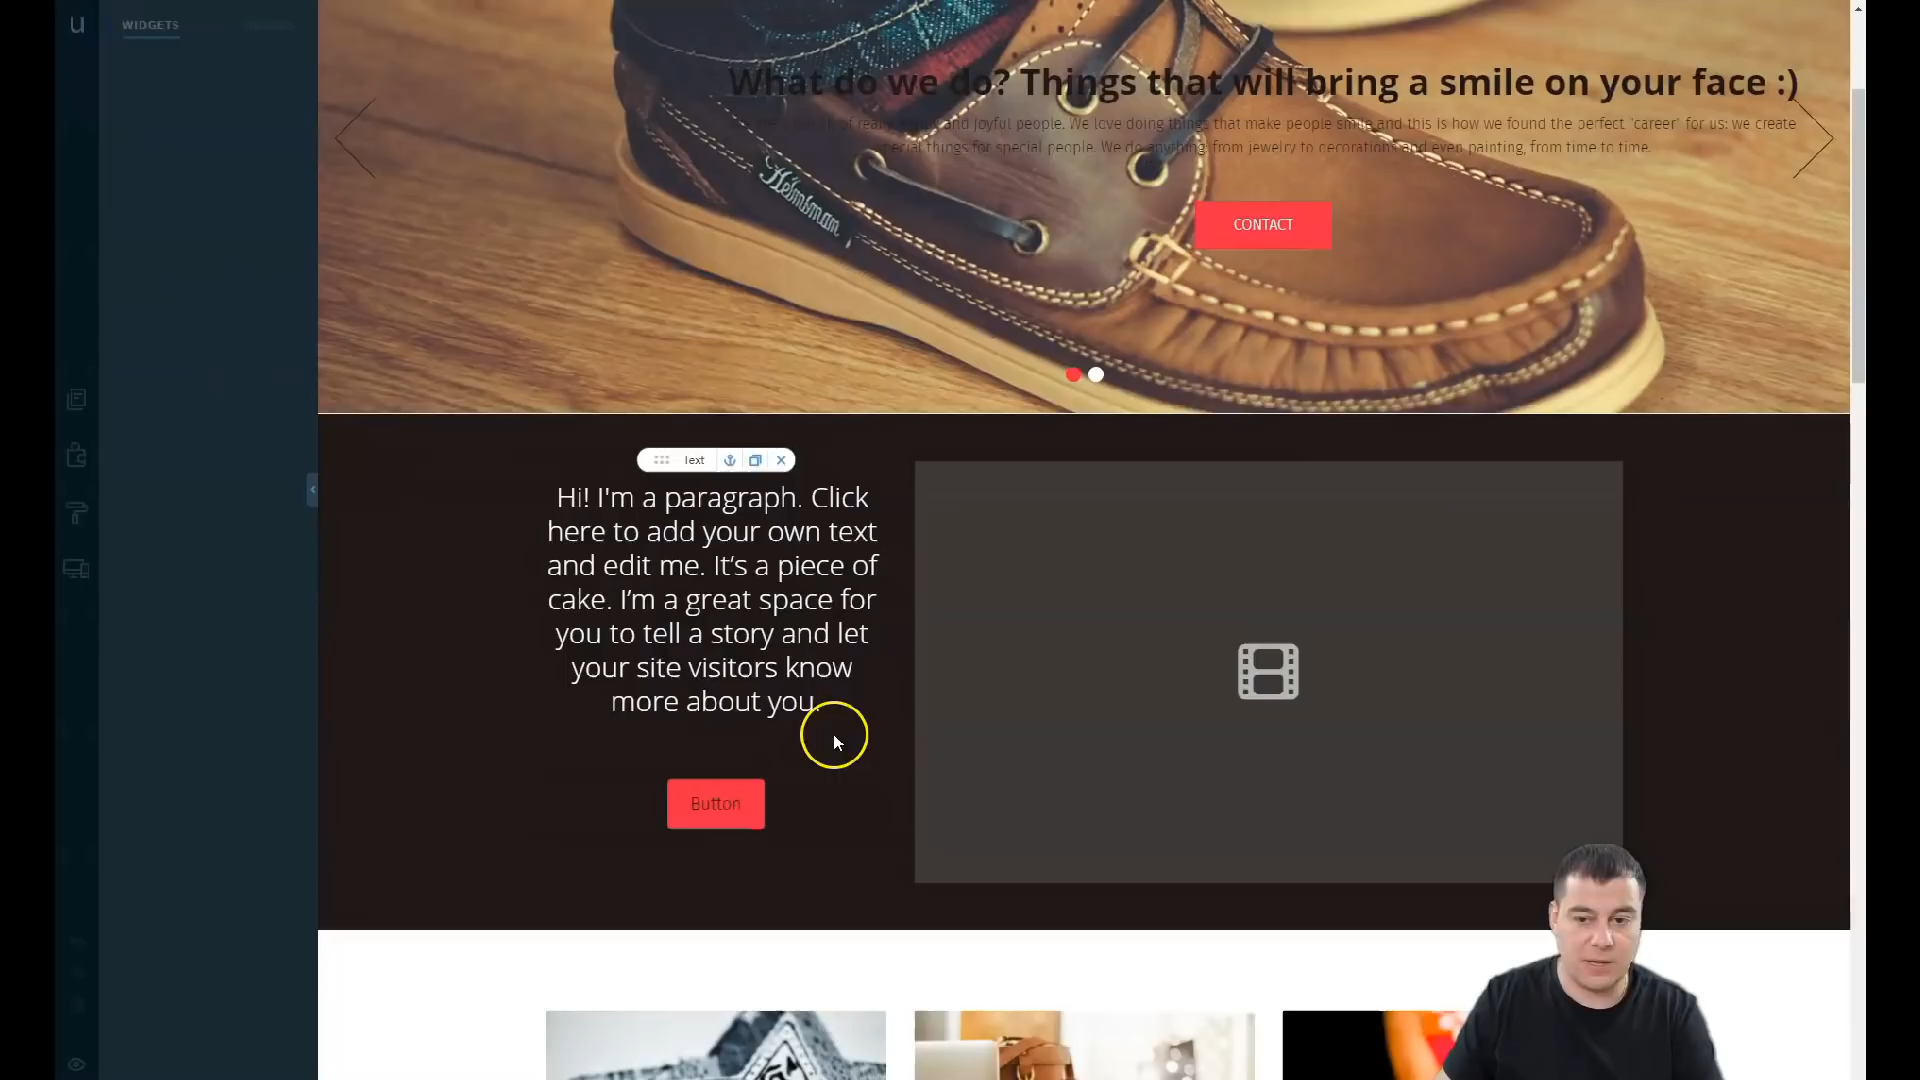 u
WIDGETS
What do we do? Things that will bring a smile on your face :)
and joyful people. We love doing things that make people smile and this is how we found the perfect 'career' for us: we create
things for special people. We do anything: from jewelry to decorations and even painting, from time to time.
Helmsman
CONTACT
Text
Hi! I'm a paragraph. Click
here to add your own text
and edit me. It's a piece of
cake. I'm a great space for
you to tell a story and let
your site visitors know
more about you.
Button